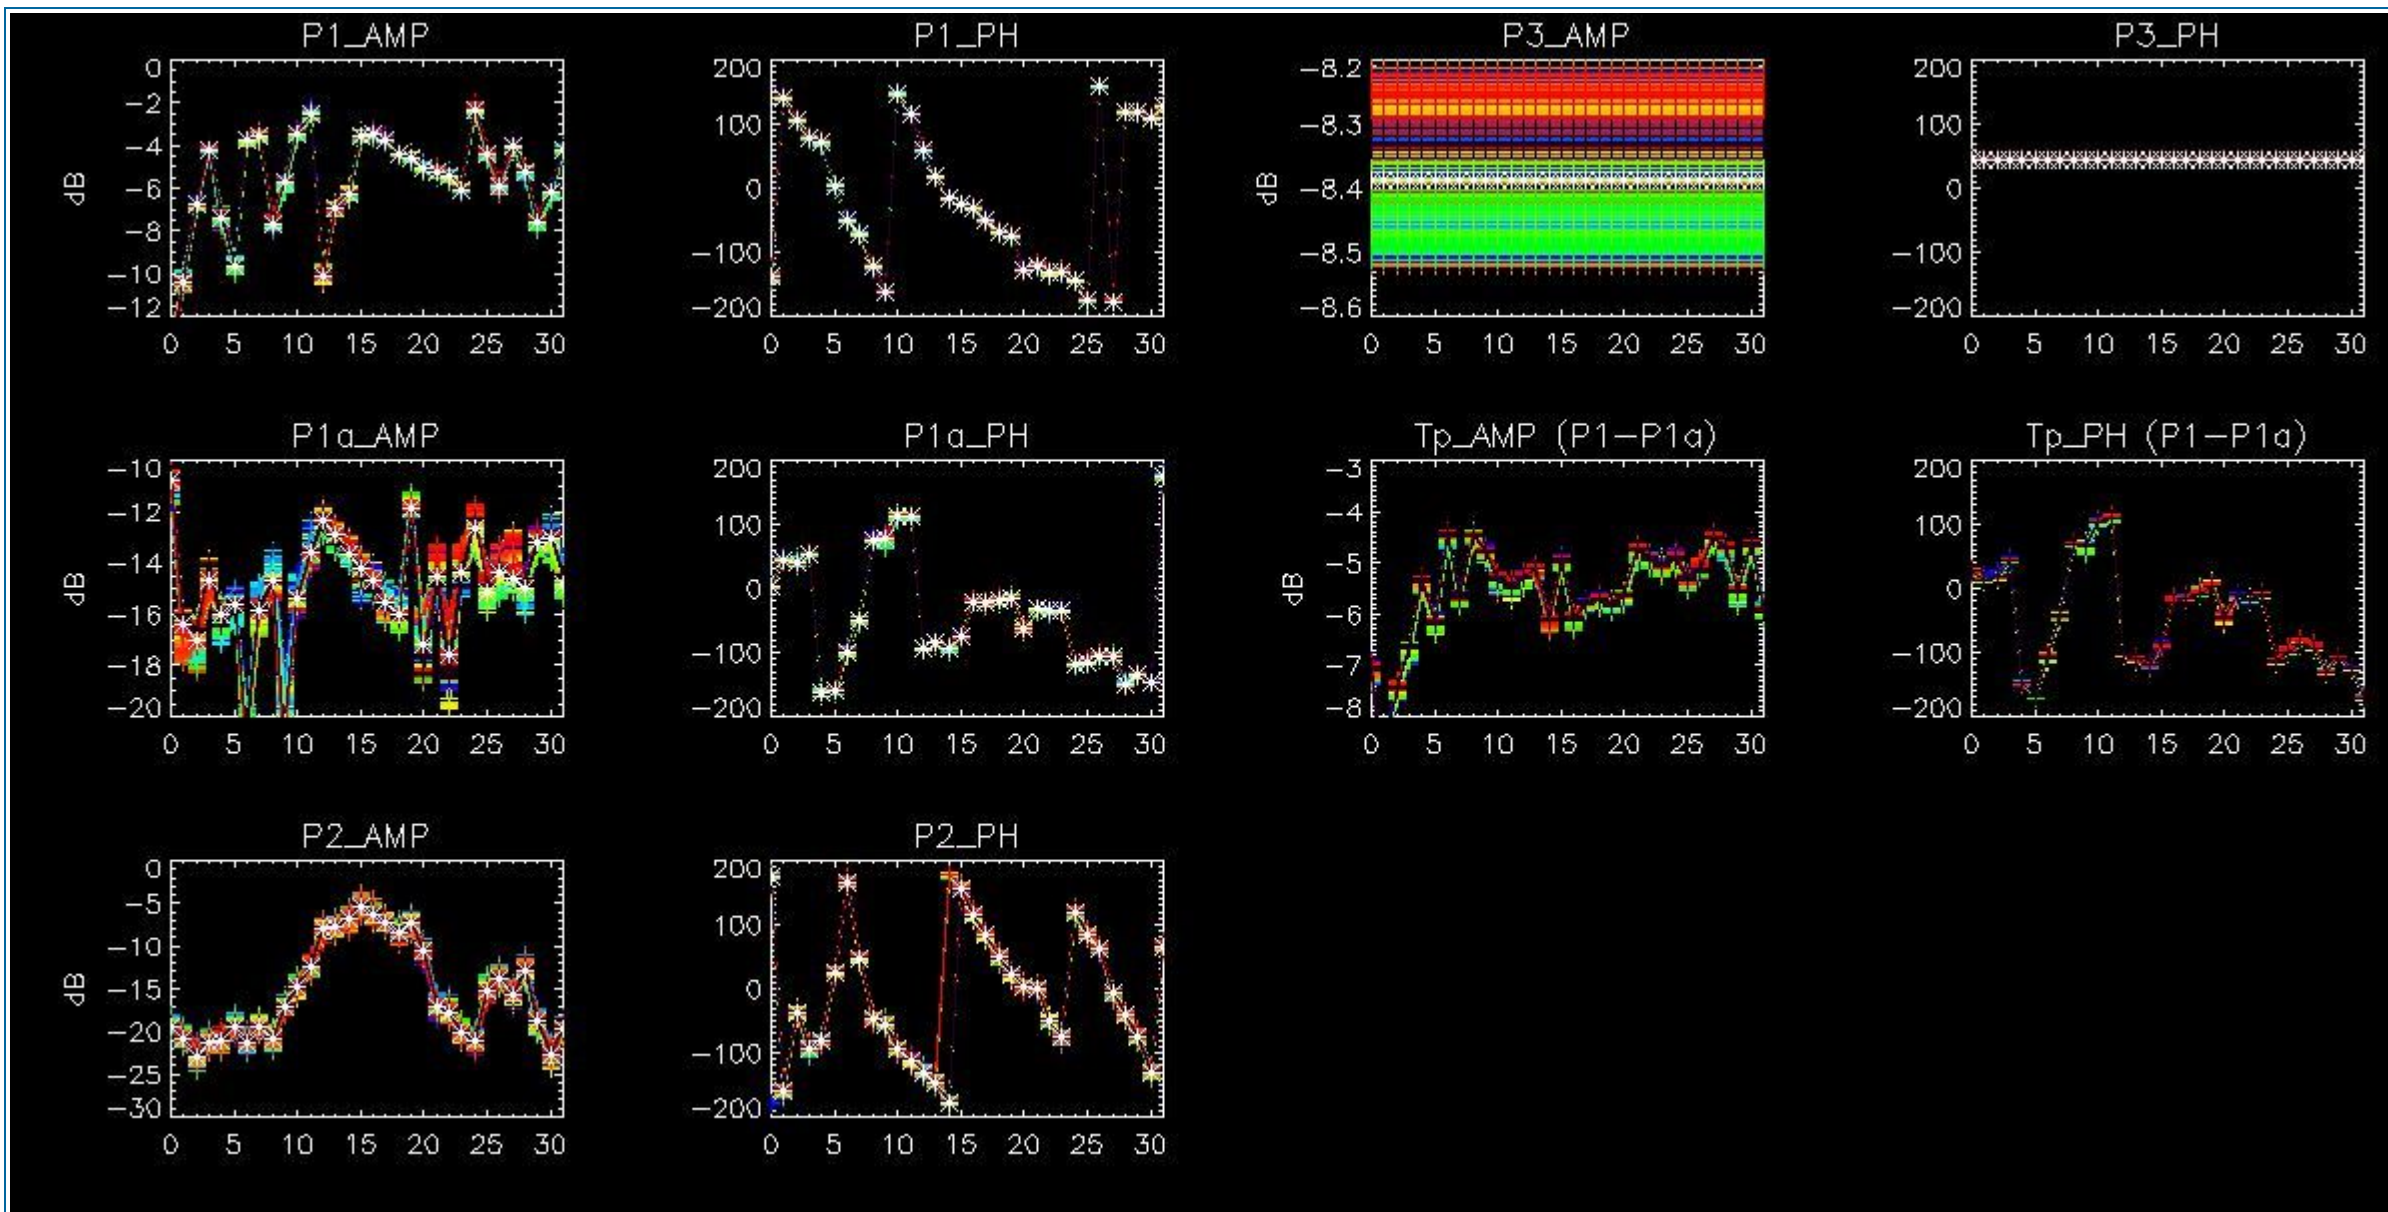 P1_AMP
P1_PH
P3_AMP
P3_PH
0
−2
−4
−6
−8
−10
−12
dB
0 5 10 15 20 25 30
200
100
0
−100
−200
0 5 10 15 20 25 30
−8.2
−8.3
−8.4
−8.5
−8.6
dB
0 5 10 15 20 25 30
200
100
0
−100
−200
0 5 10 15 20 25 30
P1a_AMP
P1a_PH
Tp_AMP (P1−P1a)
Tp_PH (P1−P1a)
−10
−12
−14
−16
−18
−20
dB
0 5 10 15 20 25 30
200
100
0
−100
−200
0 5 10 15 20 25 30
−3
−4
−5
−6
−7
−8
dB
0 5 10 15 20 25 30
200
100
0
−100
−200
0 5 10 15 20 25 30
P2_AMP
P2_PH
0
−5
−10
−15
−20
−25
−30
dB
0 5 10 15 20 25 30
200
100
0
−100
−200
0 5 10 15 20 25 30